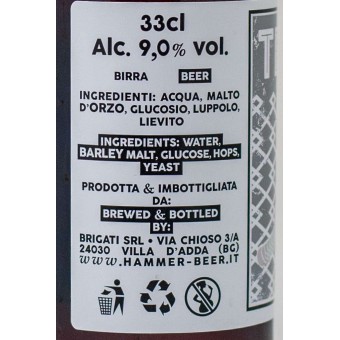 33cl
Alc. 9,0% vol.
BIRRA BEER
INGREDIENTI: ACQUA, MALTO
D'ORZO, GLUCOSIO, LUPPOLO,
LIEVITO
INGREDIENTS: WATER,
BARLEY MALT, GLUCOSE, HOPS,
YEAST
PRODOTTA & IMBOTTIGLIATA
DA:
BREWED & BOTTLED
BY:
BRIGATI SRL • VIA CHIOSO 3/A
24030 VILLA D'ADDA (BG)
WWW.HAMMER-BEER.IT